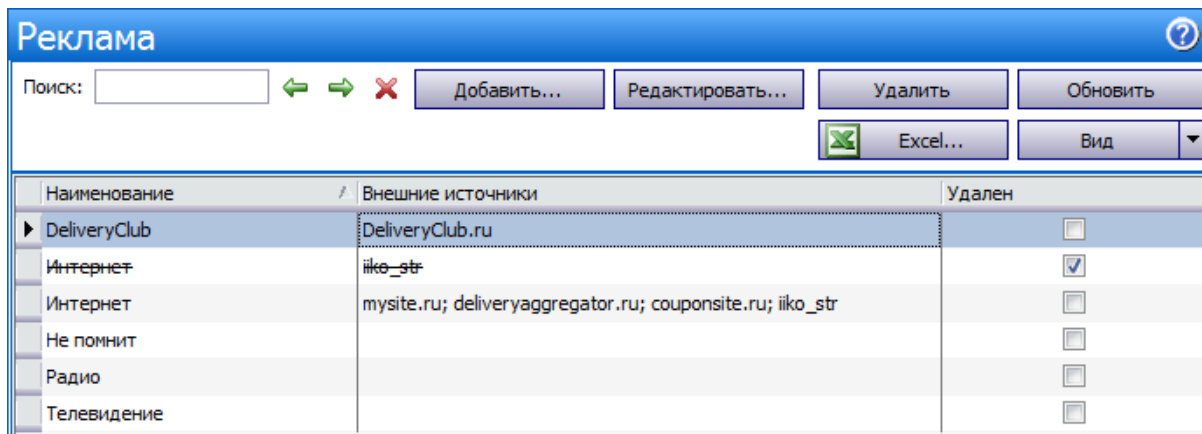 Реклама
Поиск: Добавить... Редактировать... Удалить Обновить
Excel... Вид
Наименование Внешние источники Удален
DeliveryClub DeliveryClub.ru
Интернет iiko_str
Интернет mysite.ru; deliveryaggregator.ru; couponsite.ru; iiko_str
Не помнит
Радио
Телевидение